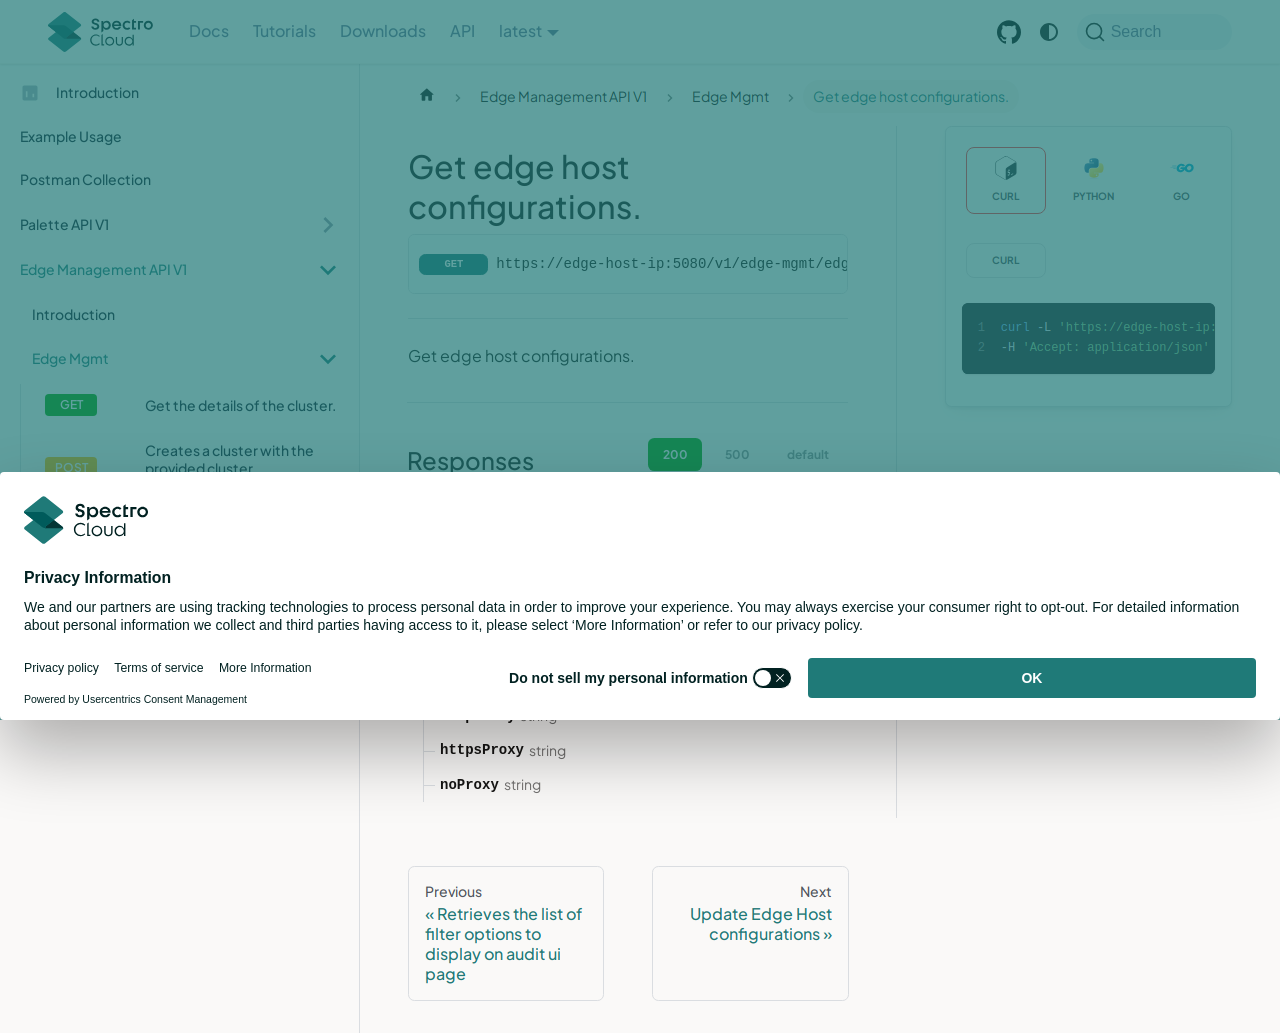 Spectro
Cloud
Docs
Tutorials
Downloads
API
latest
Search
Introduction
Example Usage
Postman Collection
Palette API V1
Edge Management API V1
Introduction
Edge Mgmt
GET
Get the details of the cluster.
POST
Creates a cluster with the
provided cluster
Edge Management API V1
Edge Mgmt
Get edge host configurations.
Get edge host
configurations.
GET
https://edge-host-ip:5080/v1/edge-mgmt/edg
Get edge host configurations.
Responses
200
500
default
CURL
PYTHON
GO
CURL
1 curl -L 'https://edge-host-ip:
2 -H 'Accept: application/json'
Spectro
Cloud
Privacy Information
We and our partners are using tracking technologies to process personal data in order to improve your experience. You may always exercise your consumer right to opt-out. For detailed information
about personal information we collect and third parties having access to it, please select ‘More Information’ or refer to our privacy policy.
Privacy policy
Terms of service
More Information
Powered by Usercentrics Consent Management
Do not sell my personal information
OK
string
httpsProxy string
noProxy string
Previous
« Retrieves the list of
filter options to
display on audit ui
page
Next
Update Edge Host
configurations »